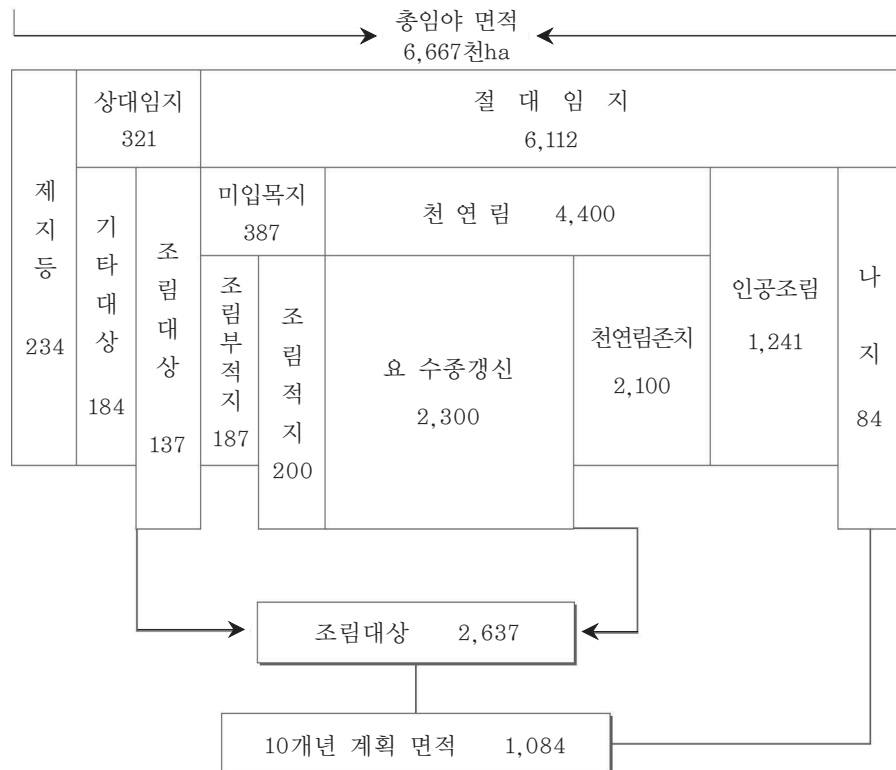 총임야 면적
6,667천ha
제지등
234
상대임지
321
절 대 임 지
6,112
기타대상
184
조림대상
137
미입목지
387
천 연 림 4,400
조림부적지
187
조림적지
200
요 수종갱신
2,300
천연림존치
2,100
인공조림
1,241
나지
84
조림대상 2,637
10개년 계획 면적 1,084